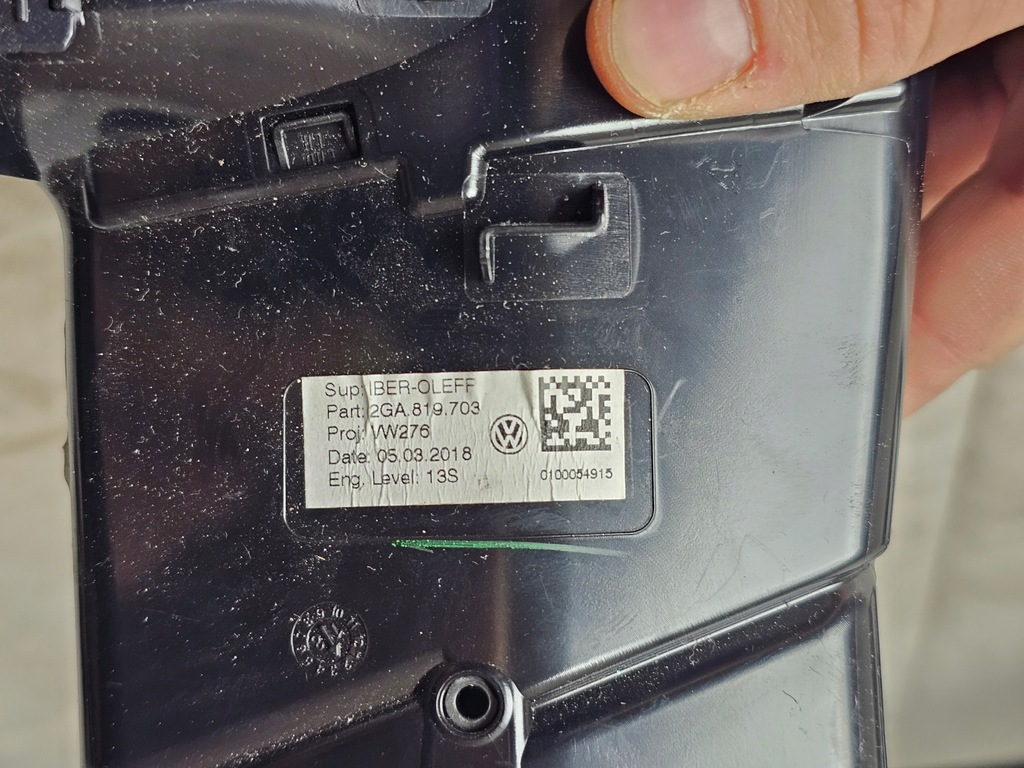 Sup: IBER-OLEFF
Part: 2GA.819.703
Proj: VW276
Date: 05.03.2018
Eng. Level: 13S
0100054915